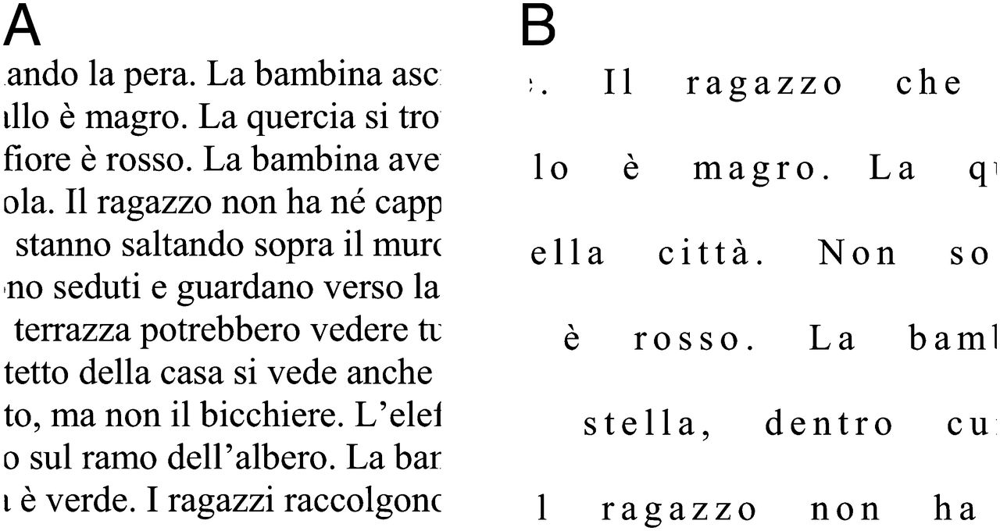 A
ando la pera. La bambina asc
allo è magro. La quercia si tro
fiore è rosso. La bambina ave
ola. Il ragazzo non ha né capp
stanno saltando sopra il muro
no seduti e guardano verso la
terrazza potrebbero vedere tu
tetto della casa si vede anche
to, ma non il bicchiere. L’elef
o sul ramo dell’albero. La bam
è verde. I ragazzi raccolgono
B
. Il ragazzo che
lo è magro. La qu
ella città. Non so
è rosso. La bamb
stella, dentro cui
l ragazzo non ha